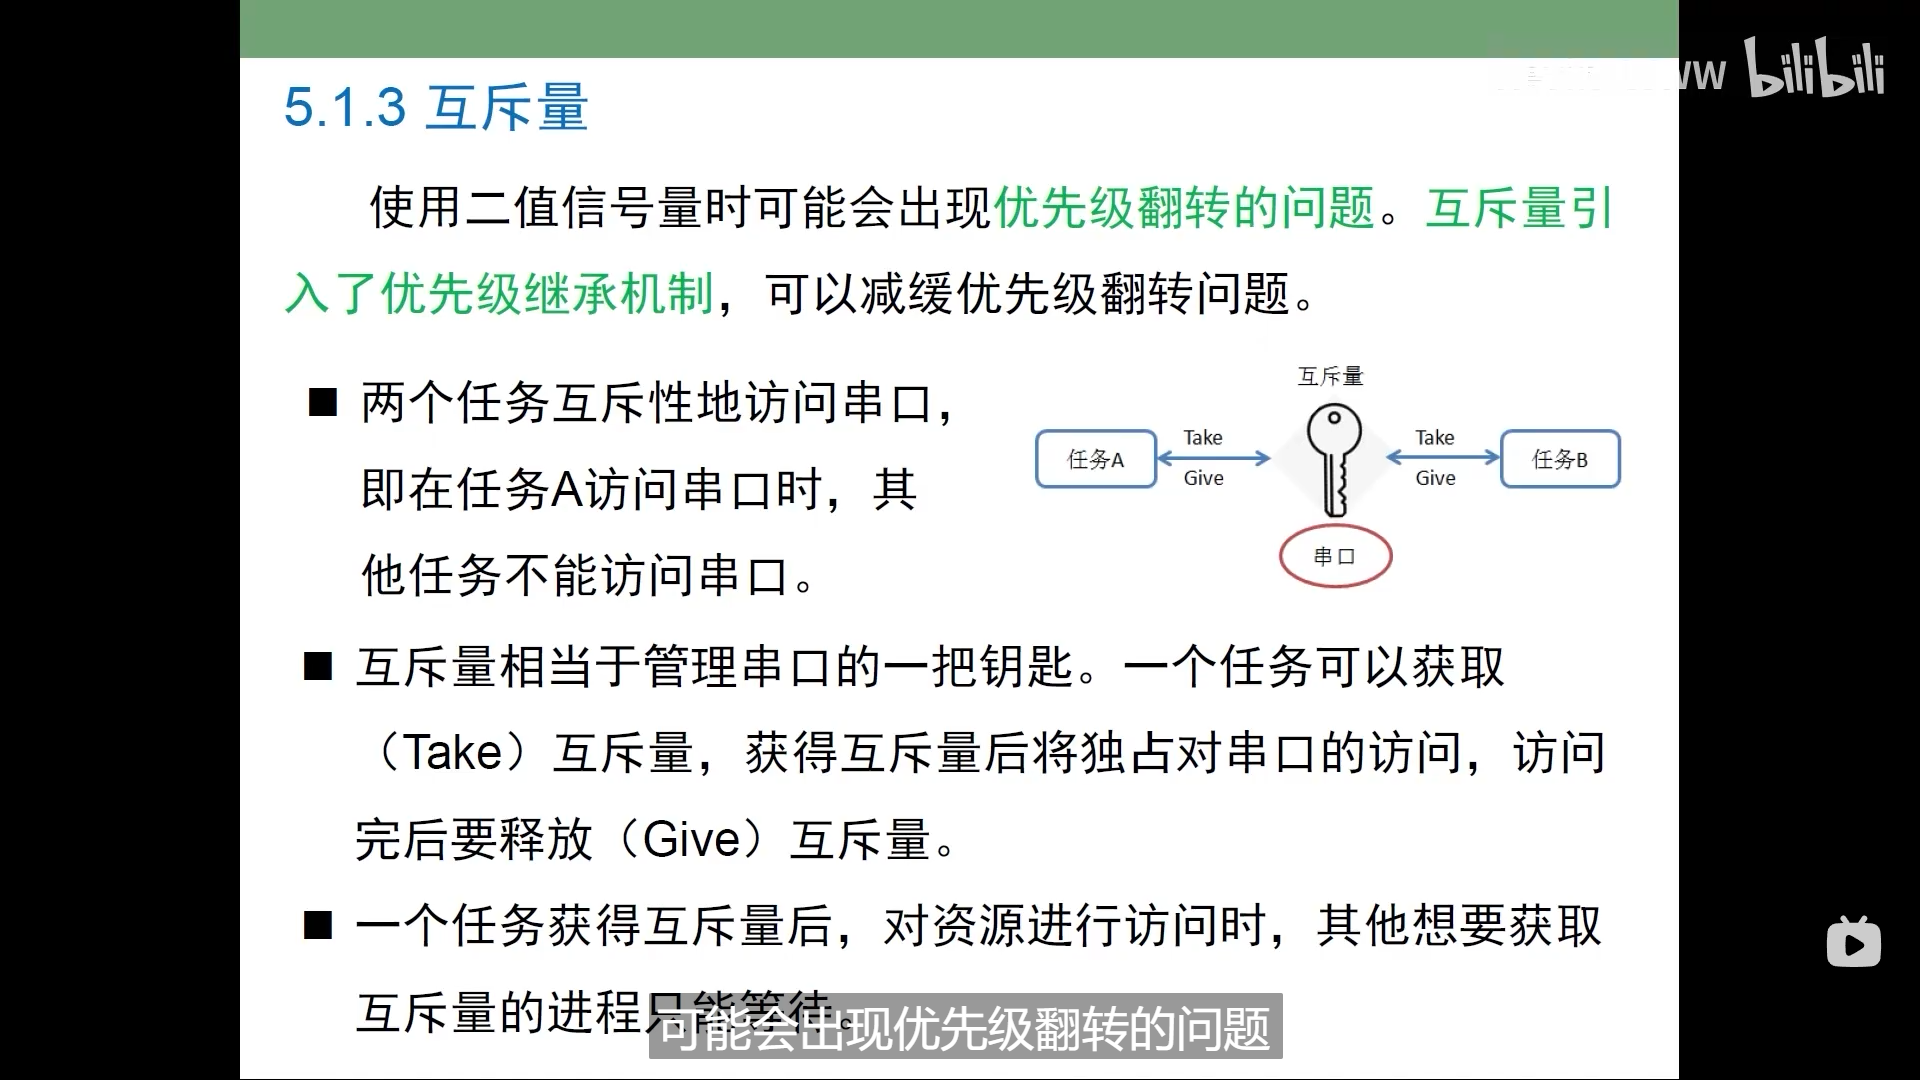 bilibili
5.1.3 互斥量
使用二值信号量时可能会出现优先级翻转的问题。互斥量引
入了优先级继承机制，可以减缓优先级翻转问题。
■ 两个任务互斥性地访问串口，
即在任务A访问串口时，其
他任务不能访问串口。
互斥量
任务A
Take
Give
Take
Give
任务B
串口
■ 互斥量相当于管理串口的一把钥匙。一个任务可以获取
（Take）互斥量，获得互斥量后将独占对串口的访问，访问
完后要释放（Give）互斥量。
■ 一个任务获得互斥量后，对资源进行访问时，其他想要获取
互斥量的进程只能等待。
可能会出现优先级翻转的问题